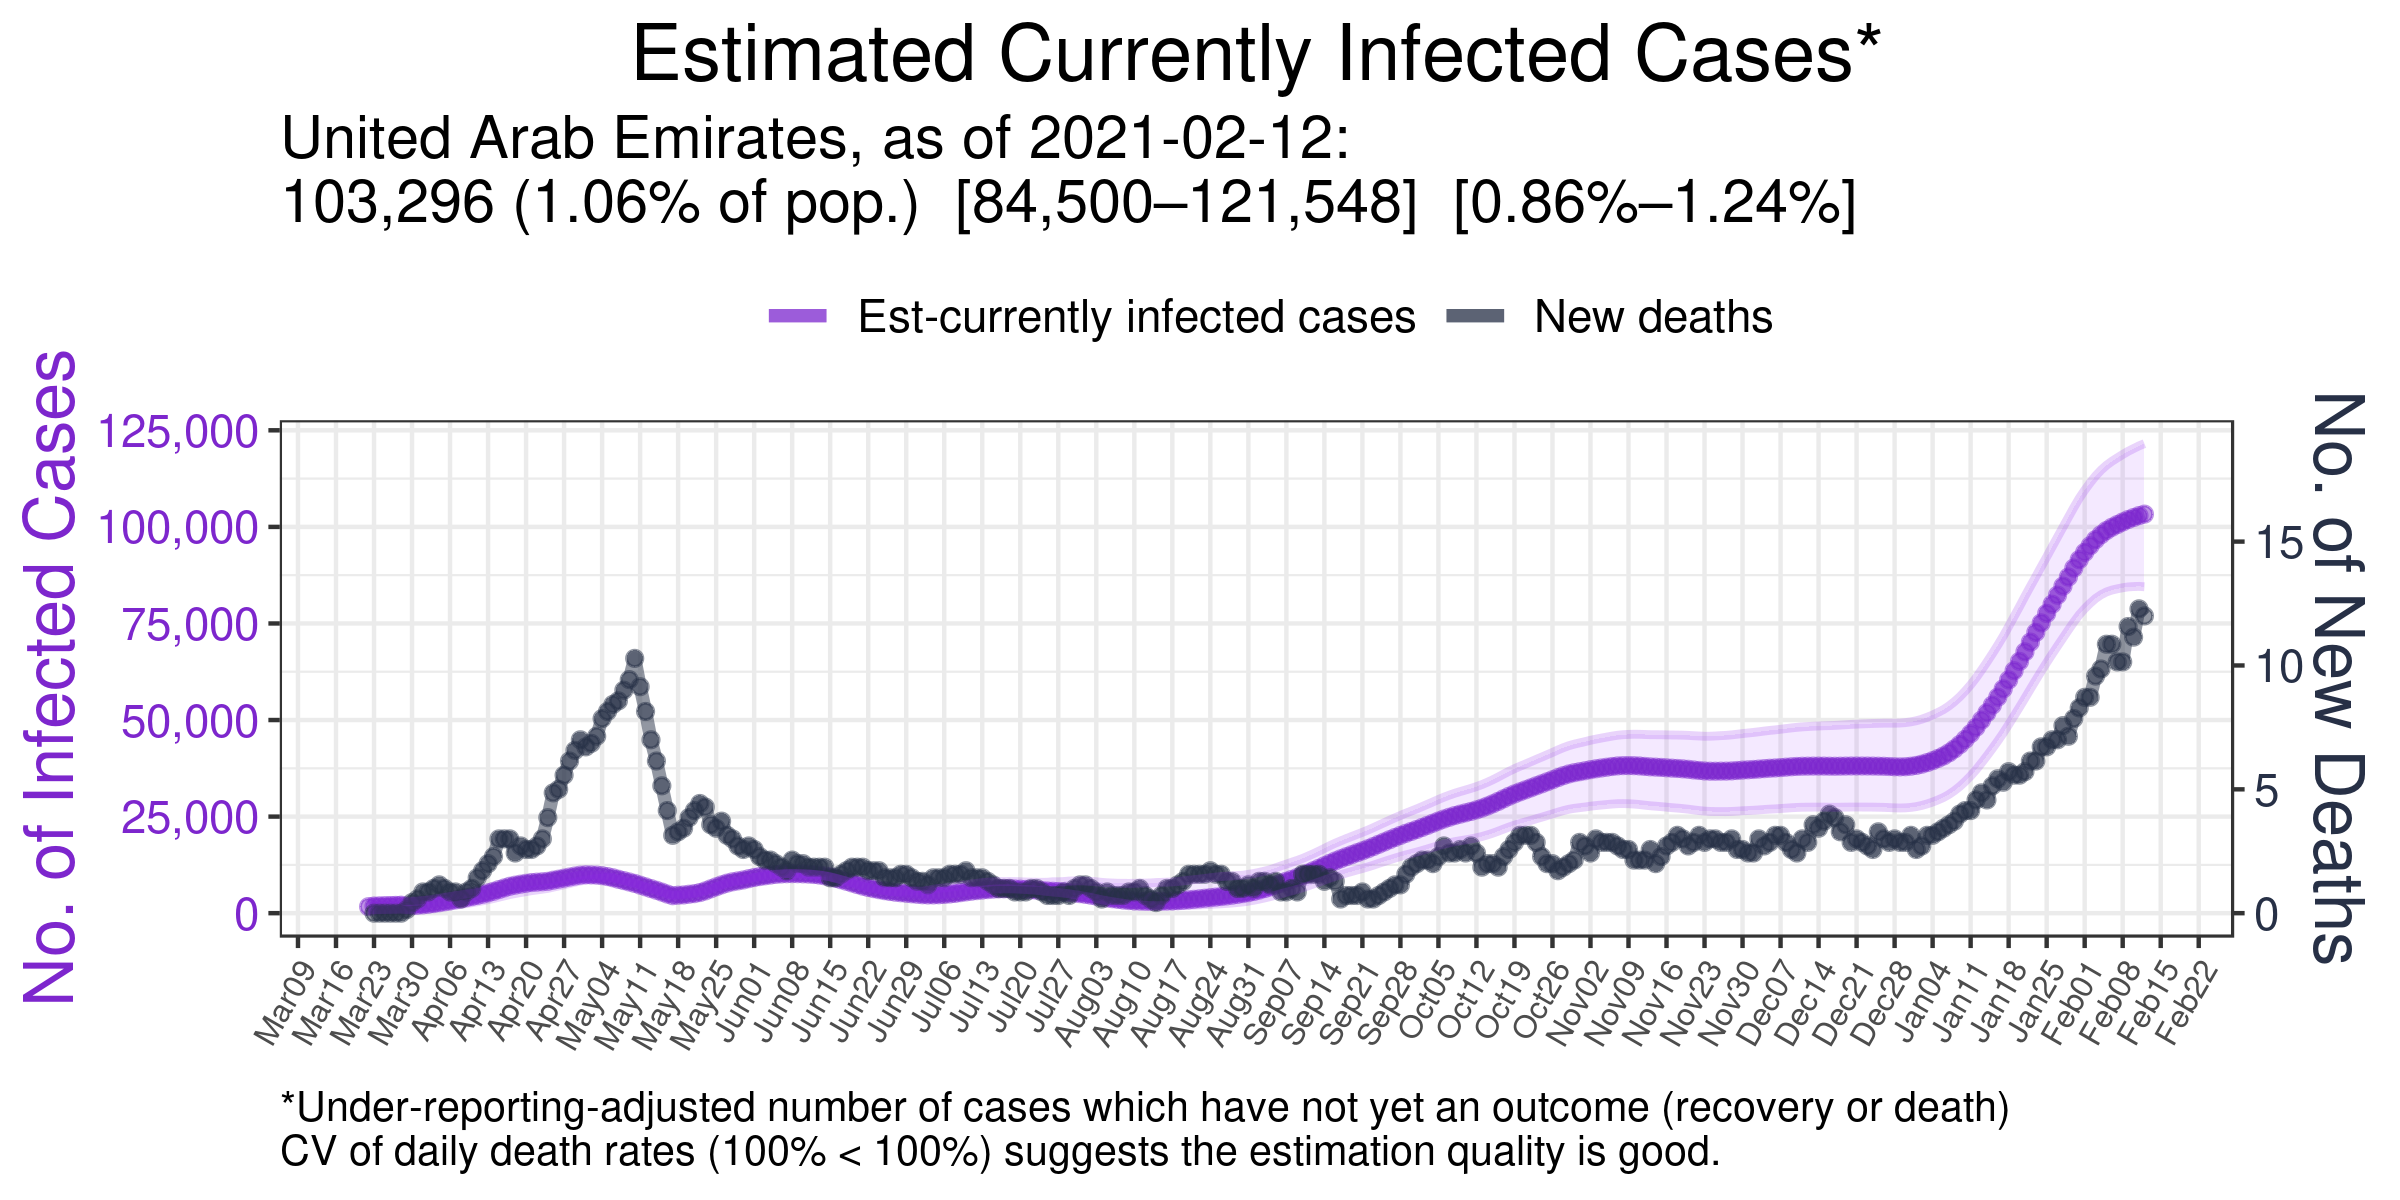 Estimated Currently Infected Cases*
United Arab Emirates, as of 2021-02-12:
103,296 (1.06% of pop.)  [84,500–121,548]  [0.86%–1.24%]
Est-currently infected cases
New deaths
No. of Infected Cases
125,000
100,000
75,000
50,000
25,000
0
15
10
5
0
No. of New Deaths
Mar09
Mar16
Mar23
Mar30
Apr06
Apr13
Apr20
Apr27
May04
May11
May18
May25
Jun01
Jun08
Jun15
Jun22
Jun29
Jul06
Jul13
Jul20
Jul27
Aug03
Aug10
Aug17
Aug24
Aug31
Sep07
Sep14
Sep21
Sep28
Oct05
Oct12
Oct19
Oct26
Nov02
Nov09
Nov16
Nov23
Nov30
Dec07
Dec14
Dec21
Dec28
Jan04
Jan11
Jan18
Jan25
Feb01
Feb08
Feb15
Feb22
*Under-reporting-adjusted number of cases which have not yet an outcome (recovery or death)
CV of daily death rates (100% < 100%) suggests the estimation quality is good.